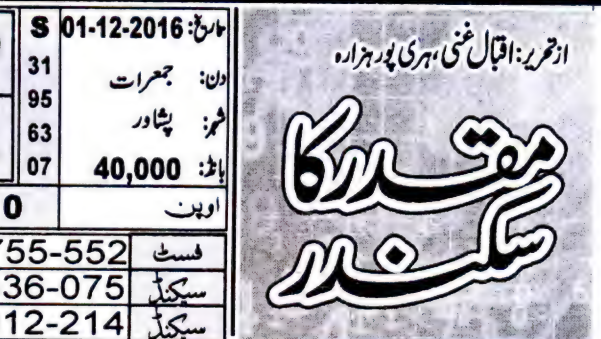 از تحریر: اقبال غنی، ہری پور ہزارہ
مقدر کا
سکندر
تاریخ: 01-12-2016
دن: جمعرات
شہر: پشاور
بانڈ: 40,000
اوپن
S
31
95
63
07
0
فسٹ 755-552
سیکنڈ 36-075
سیکنڈ 12-214